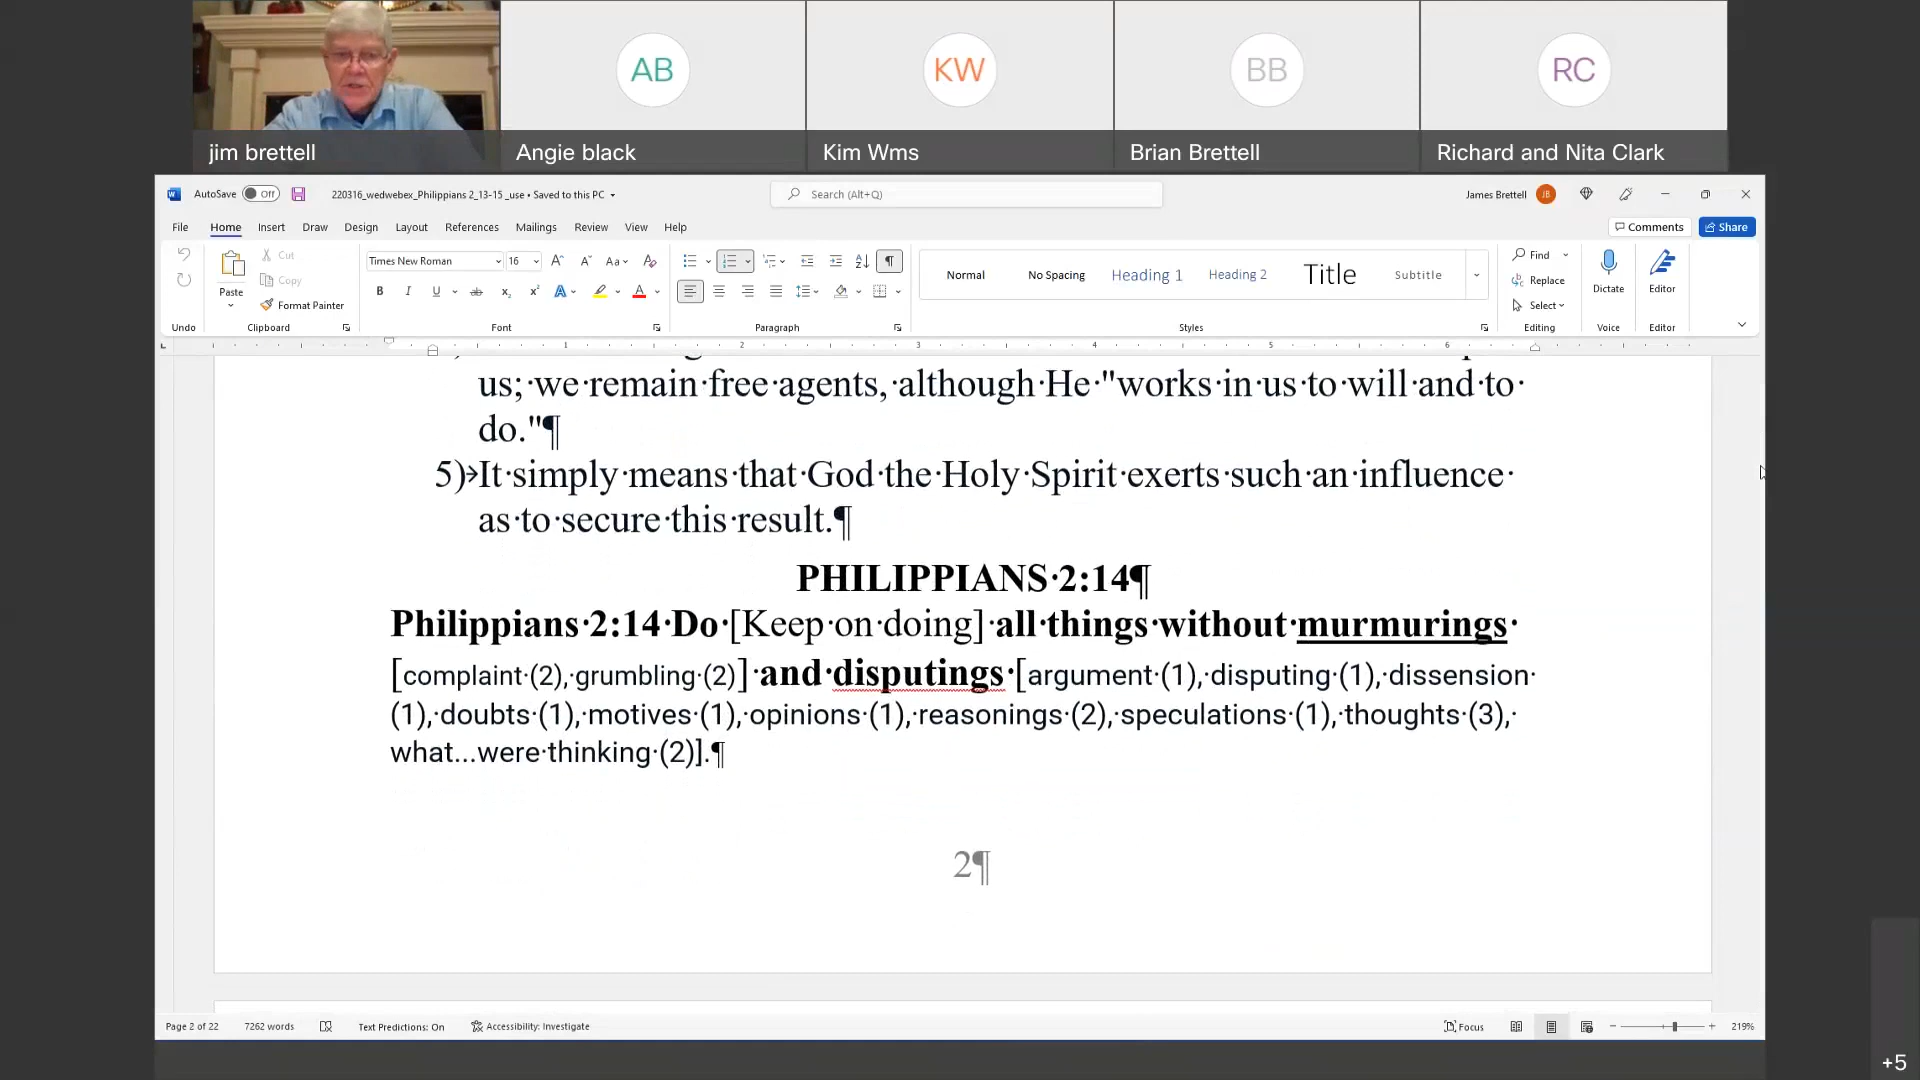 AB
KW
BB
RC
jim brettell
Angie black
Kim Wms
Brian Brettell
Richard and Nita Clark
AutoSave Off
220316_wedwebex_Philippians 2_13-15 _use • Saved to this PC
Search (Alt+Q)
James Brettell
JB
File Home Insert Draw Design Layout References Mailings Review View Help
Comments
Share
Paste
Cut
Copy
Format Painter
Times New Roman 16
Normal
No Spacing
Heading 1
Heading 2
Title
Subtitle
Find
Replace
Select
Dictate
Editor
Undo Clipboard Font Paragraph Styles Editing Voice Editor
1 2 3 4 5 6
us;·we·remain·free·agents,·although·He·"works·in·us·to·will·and·to·
do."¶
5)→It·simply·means·that·God·the·Holy·Spirit·exerts·such·an·influence·
as·to·secure·this·result.¶
PHILIPPIANS·2:14¶
Philippians·2:14·Do·[Keep·on·doing]·all·things·without·murmurings·
[complaint·(2),·grumbling·(2)]·and·disputings·[argument·(1),·disputing·(1),·dissension·
(1),·doubts·(1),·motives·(1),·opinions·(1),·reasonings·(2),·speculations·(1),·thoughts·(3),·
what...were·thinking·(2)].¶
2¶
Page 2 of 22 7262 words Text Predictions: On Accessibility: Investigate Focus 219%
+5